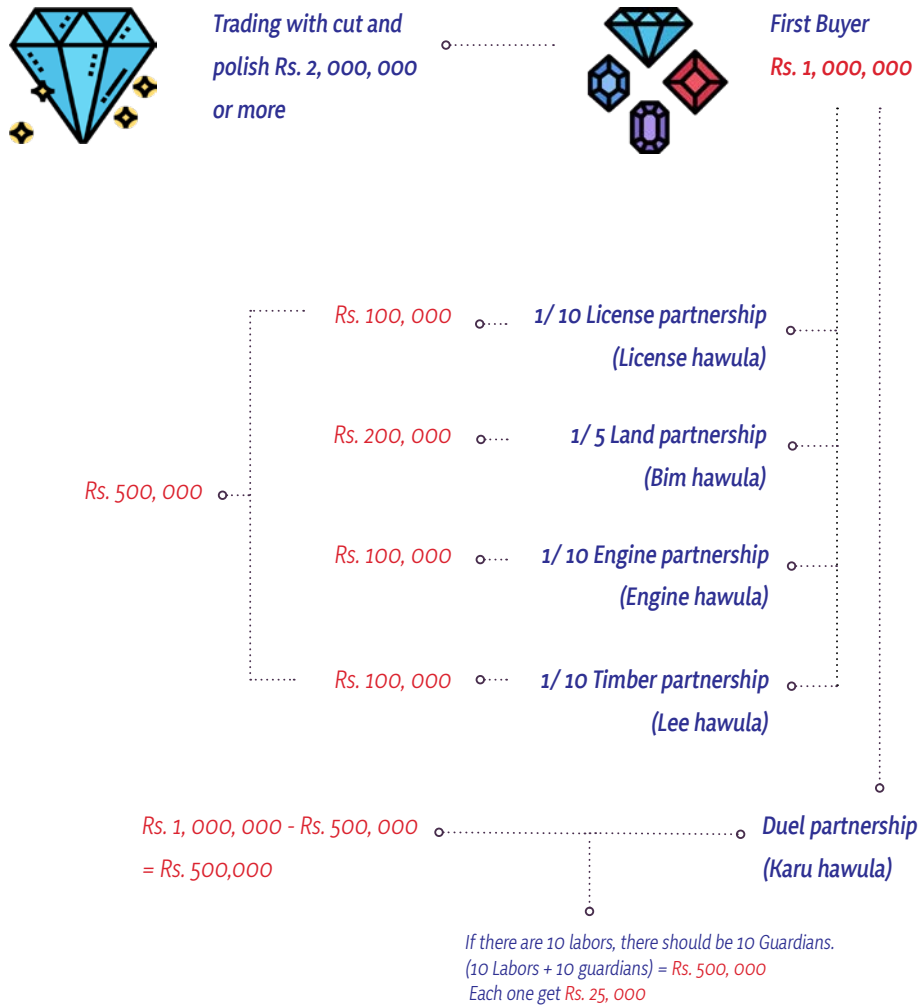 Trading with cut and
polish Rs. 2, 000, 000
or more
First Buyer
Rs. 1, 000, 000
Rs. 100, 000
1/ 10 License partnership
(License hawula)
Rs. 200, 000
1/ 5 Land partnership
(Bim hawula)
Rs. 500, 000
Rs. 100, 000
1/ 10 Engine partnership
(Engine hawula)
Rs. 100, 000
1/ 10 Timber partnership
(Lee hawula)
Rs. 1, 000, 000 - Rs. 500, 000
= Rs. 500,000
Duel partnership
(Karu hawula)
If there are 10 labors, there should be 10 Guardians.
(10 Labors + 10 guardians) = Rs. 500, 000
Each one get Rs. 25, 000